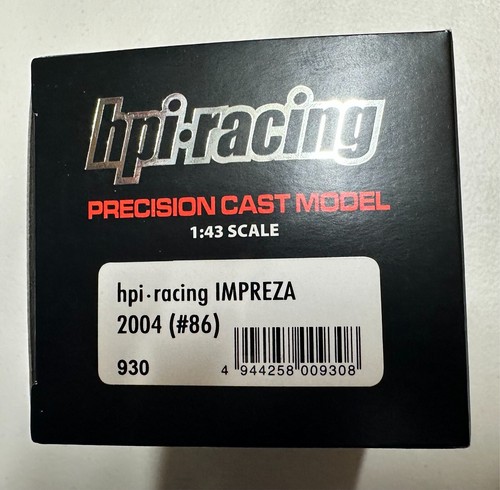 hpi·racing
PRECISION CAST MODEL
1:43 SCALE
hpi·racing IMPREZA
2004 (#86)
930
4 944258 009308